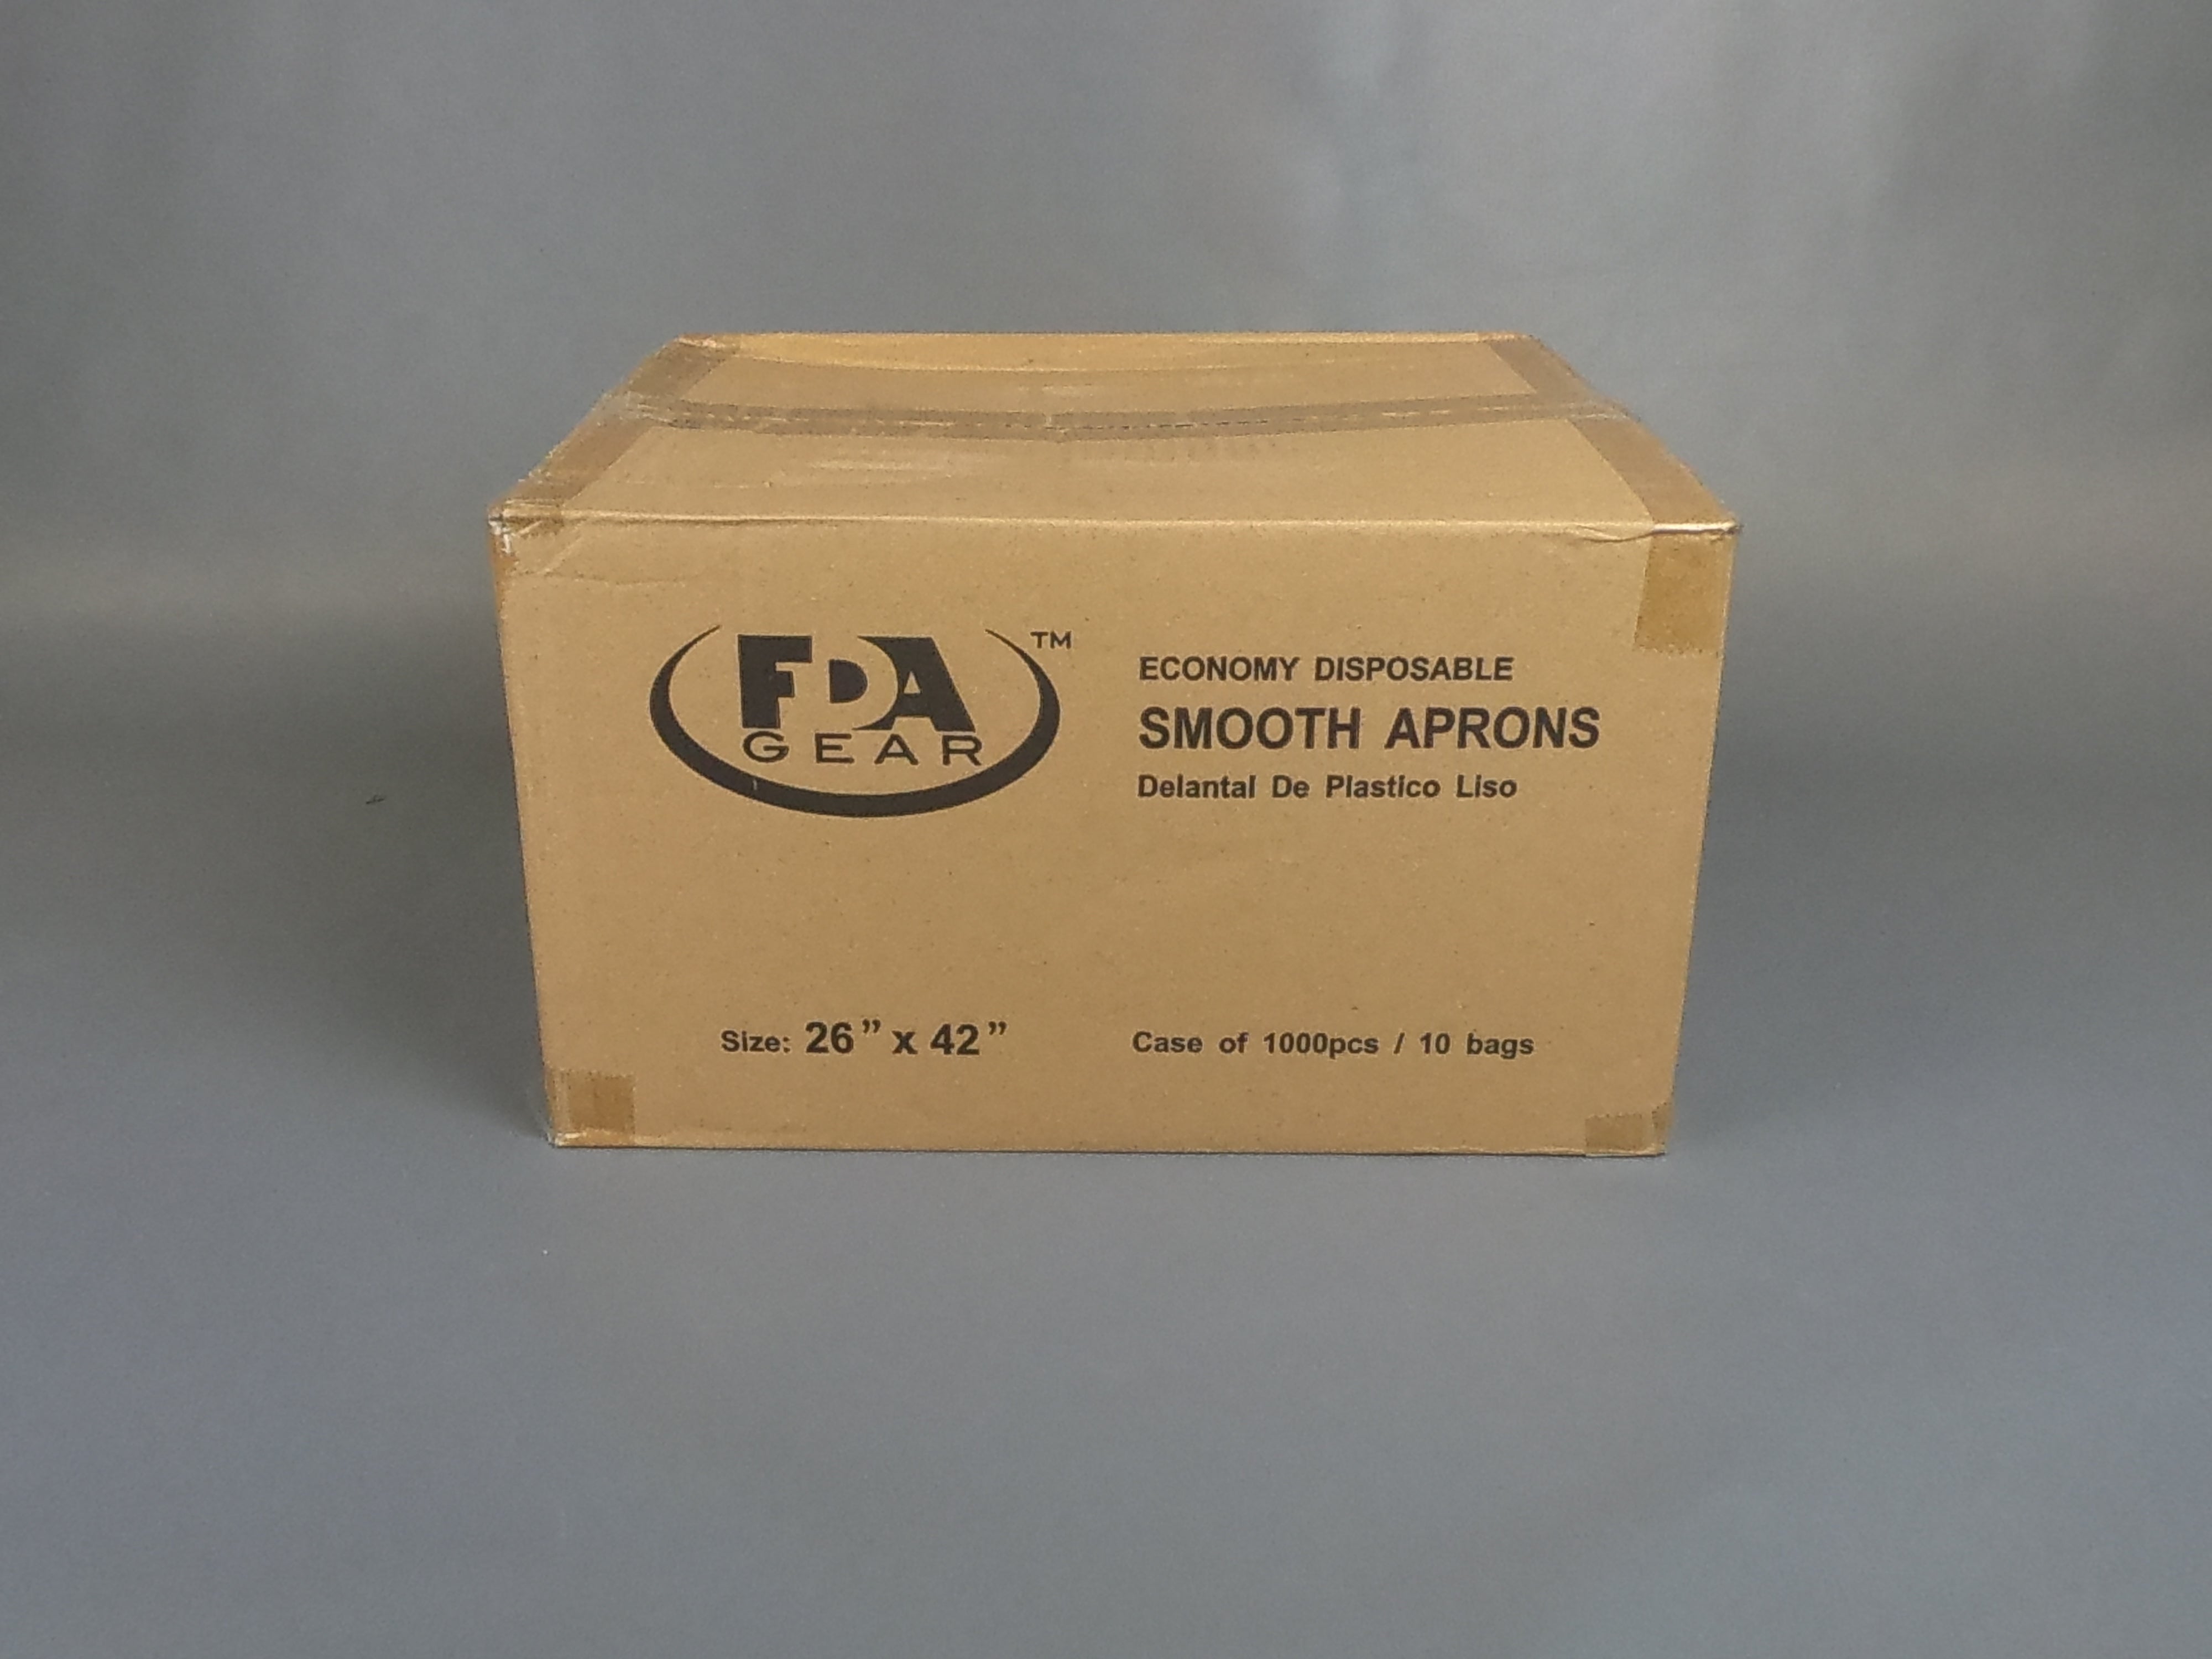 FDA
GEAR
TM
ECONOMY DISPOSABLE
SMOOTH APRONS
Delantal De Plastico Liso
Size: 26” x 42”
Case of 1000pcs / 10 bags